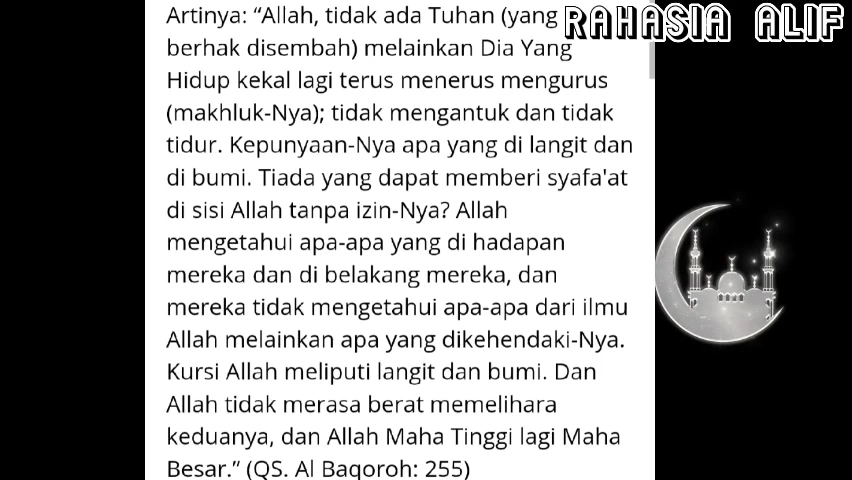 RAHASIA ALIF
Artinya: “Allah, tidak ada Tuhan (yang
berhak disembah) melainkan Dia Yang
Hidup kekal lagi terus menerus mengurus
(makhluk-Nya); tidak mengantuk dan tidak
tidur. Kepunyaan-Nya apa yang di langit dan
di bumi. Tiada yang dapat memberi syafa'at
di sisi Allah tanpa izin-Nya? Allah
mengetahui apa-apa yang di hadapan
mereka dan di belakang mereka, dan
mereka tidak mengetahui apa-apa dari ilmu
Allah melainkan apa yang dikehendaki-Nya.
Kursi Allah meliputi langit dan bumi. Dan
Allah tidak merasa berat memelihara
keduanya, dan Allah Maha Tinggi lagi Maha
Besar.” (QS. Al Baqoroh: 255)